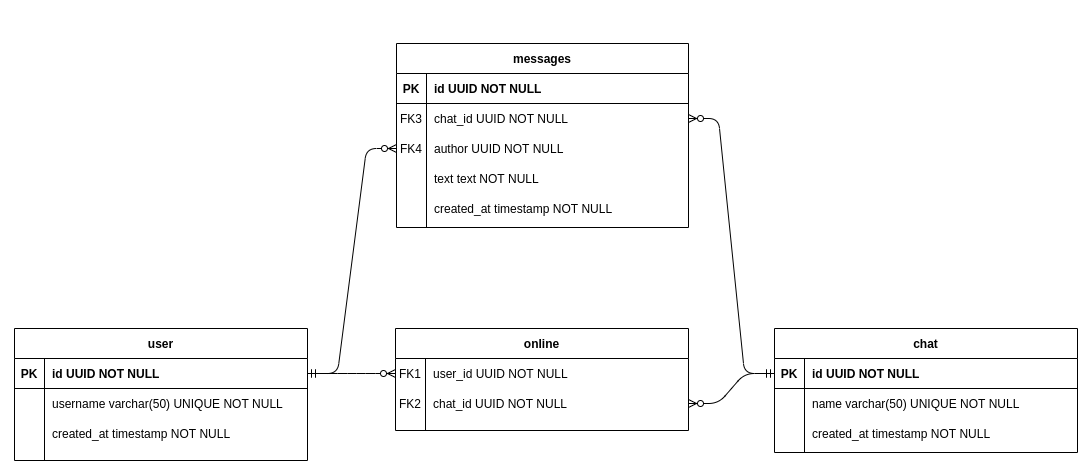 messages
PK id UUID NOT NULL
FK3 chat_id UUID NOT NULL
FK4 author UUID NOT NULL
text text NOT NULL
created_at timestamp NOT NULL
user
PK id UUID NOT NULL
username varchar(50) UNIQUE NOT NULL
created_at timestamp NOT NULL
online
FK1 user_id UUID NOT NULL
FK2 chat_id UUID NOT NULL
chat
PK id UUID NOT NULL
name varchar(50) UNIQUE NOT NULL
created_at timestamp NOT NULL